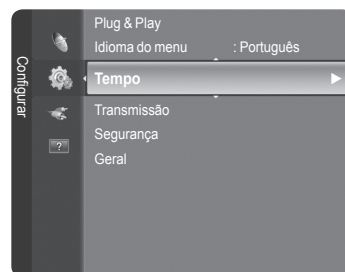 Configurar
Plug & Play
Idioma do menu : Português
Tempo
Transmissão
Segurança
Geral
?